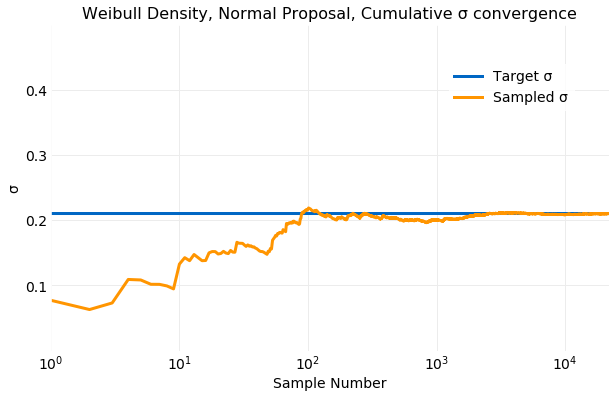 Weibull Density, Normal Proposal, Cumulative σ convergence
Target σ
Sampled σ
0.4
0.3
0.2
0.1
σ
10⁰ 10¹ 10² 10³ 10⁴
Sample Number